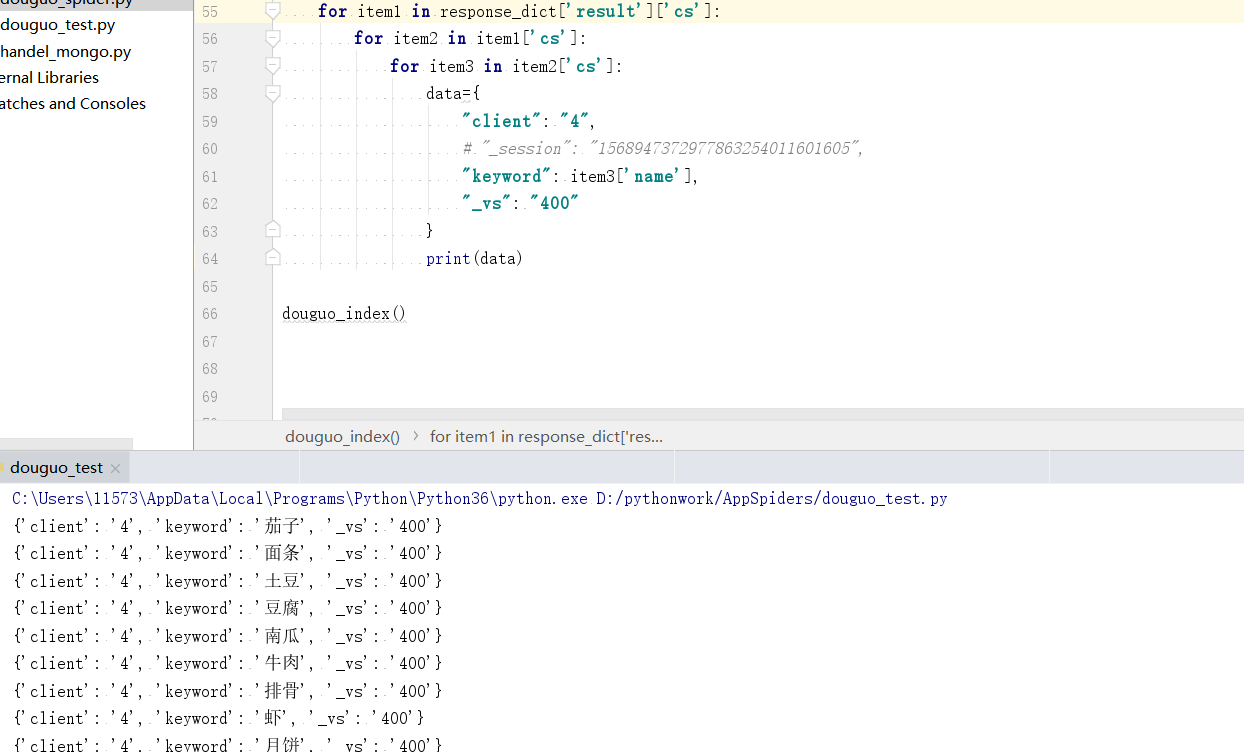 douguo_spider.py
douguo_test.py
handel_mongo.py
ernal Libraries
atches and Consoles
55 for item1 in response_dict['result']['cs']:
56 for item2 in item1['cs']:
57 for item3 in item2['cs']:
58 data={
59 "client": "4",
60 # "_session": "1568947372977863254011601605",
61 "keyword": item3['name'],
62 "_vs": "400"
63 }
64 print(data)
65
66 douguo_index()
67
68
69
douguo_index() › for item1 in response_dict['res...
douguo_test ×
C:\Users\11573\AppData\Local\Programs\Python\Python36\python.exe D:/pythonwork/AppSpiders/douguo_test.py
{'client': '4', 'keyword': '茄子', '_vs': '400'}
{'client': '4', 'keyword': '面条', '_vs': '400'}
{'client': '4', 'keyword': '土豆', '_vs': '400'}
{'client': '4', 'keyword': '豆腐', '_vs': '400'}
{'client': '4', 'keyword': '南瓜', '_vs': '400'}
{'client': '4', 'keyword': '牛肉', '_vs': '400'}
{'client': '4', 'keyword': '排骨', '_vs': '400'}
{'client': '4', 'keyword': '虾', '_vs': '400'}
{'client': '4', 'keyword': '月饼', '_vs': '400'}